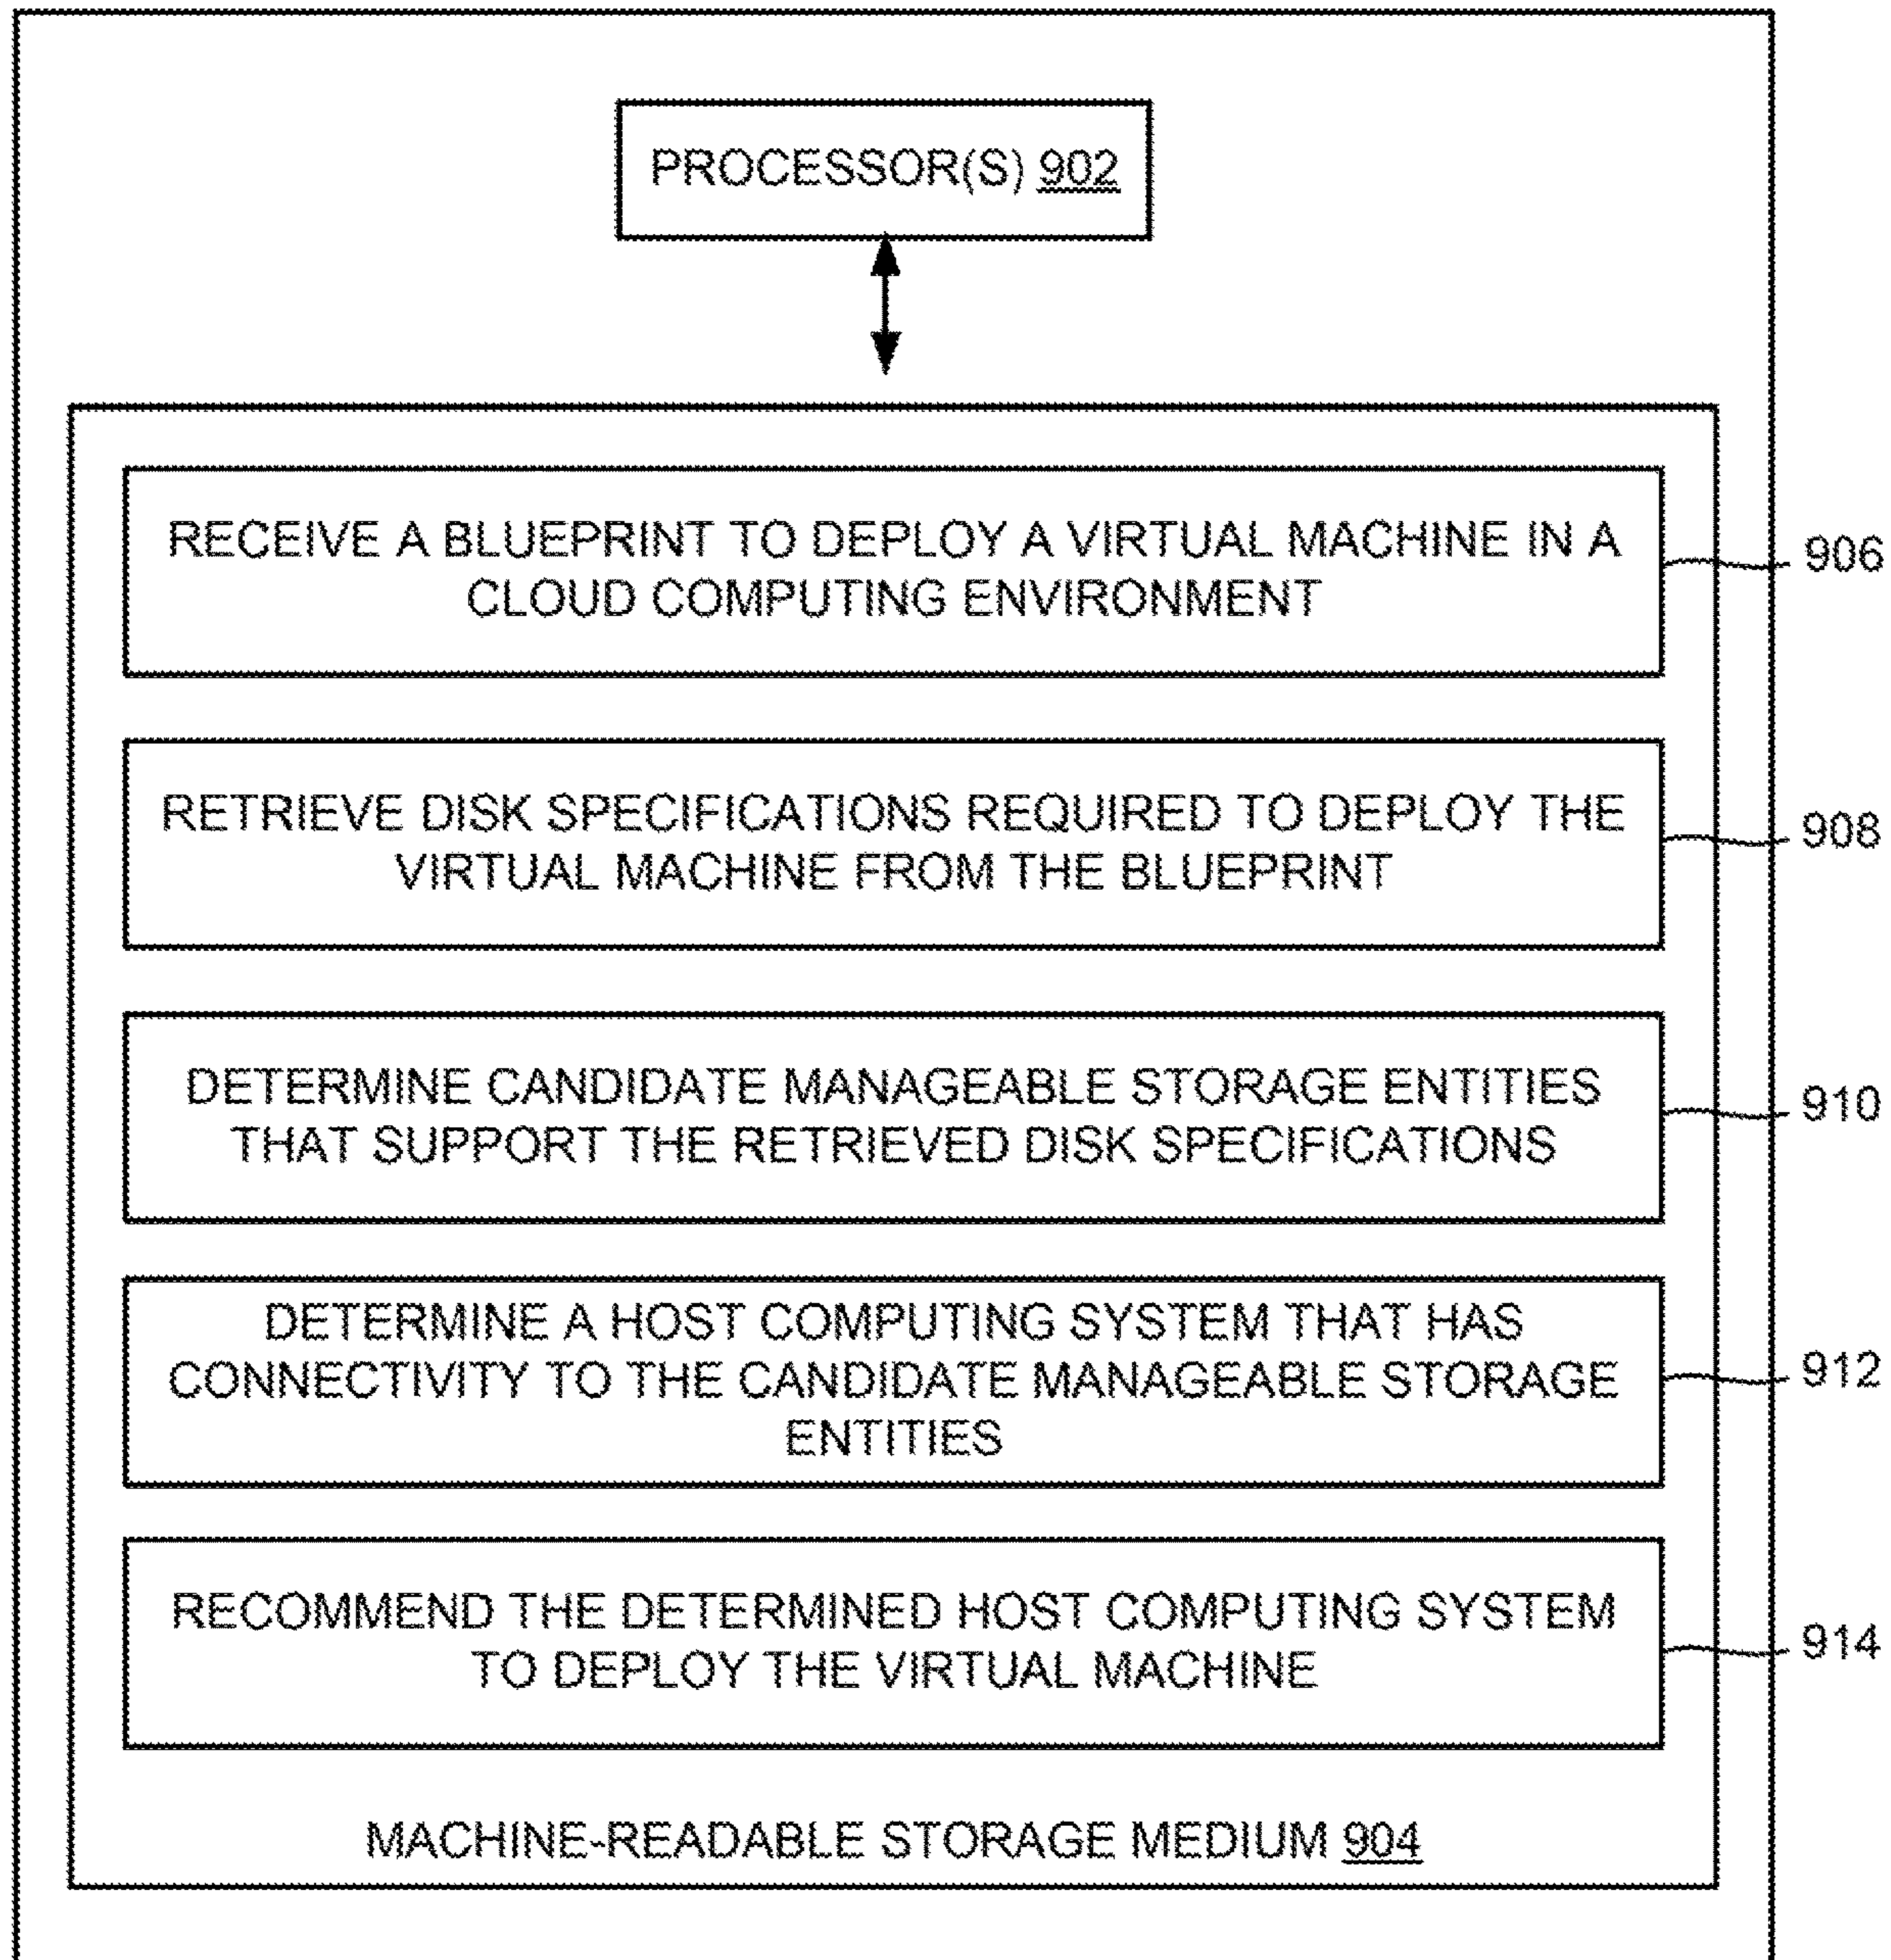 PROCESSOR(S) 902
RECEIVE A BLUEPRINT TO DEPLOY A VIRTUAL MACHINE IN A
CLOUD COMPUTING ENVIRONMENT
906
RETRIEVE DISK SPECIFICATIONS REQUIRED TO DEPLOY THE
VIRTUAL MACHINE FROM THE BLUEPRINT
908
DETERMINE CANDIDATE MANAGEABLE STORAGE ENTITIES
THAT SUPPORT THE RETRIEVED DISK SPECIFICATIONS
910
DETERMINE A HOST COMPUTING SYSTEM THAT HAS
CONNECTIVITY TO THE CANDIDATE MANAGEABLE STORAGE
ENTITIES
912
RECOMMEND THE DETERMINED HOST COMPUTING SYSTEM
TO DEPLOY THE VIRTUAL MACHINE
914
MACHINE-READABLE STORAGE MEDIUM 904